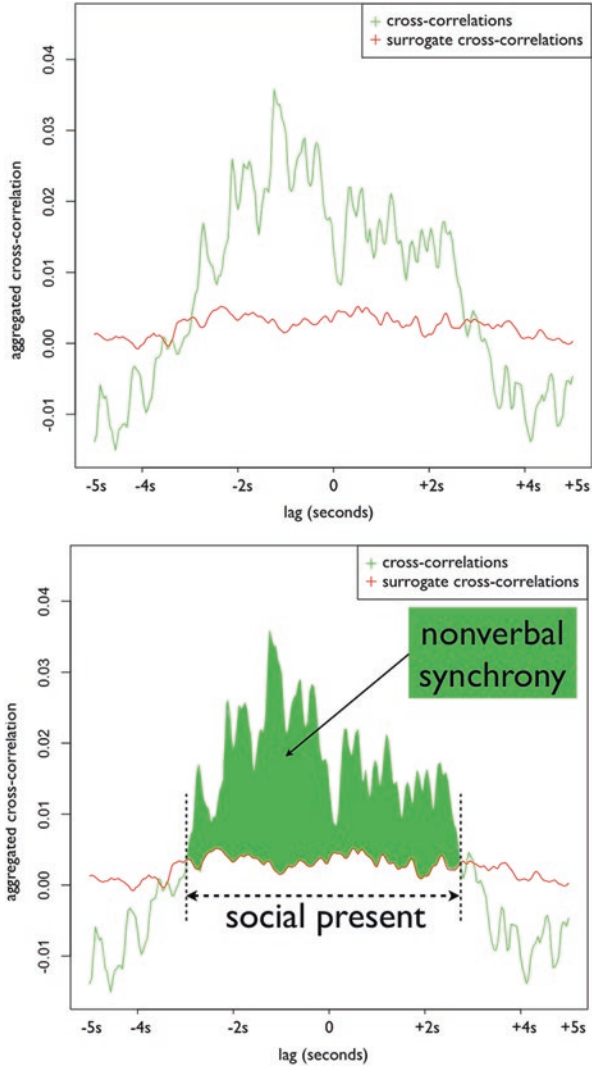 cross-correlations
surrogate cross-correlations
aggregated cross-correlation
0.04
0.03
0.02
0.01
0.00
-0.01
-5s
-4s
-2s
0
+2s
+4s
+5s
lag (seconds)
cross-correlations
surrogate cross-correlations
nonverbal
synchrony
aggregated cross-correlation
0.04
0.03
0.02
0.01
0.00
-0.01
social present
-5s
-4s
-2s
0
+2s
+4s
+5s
lag (seconds)